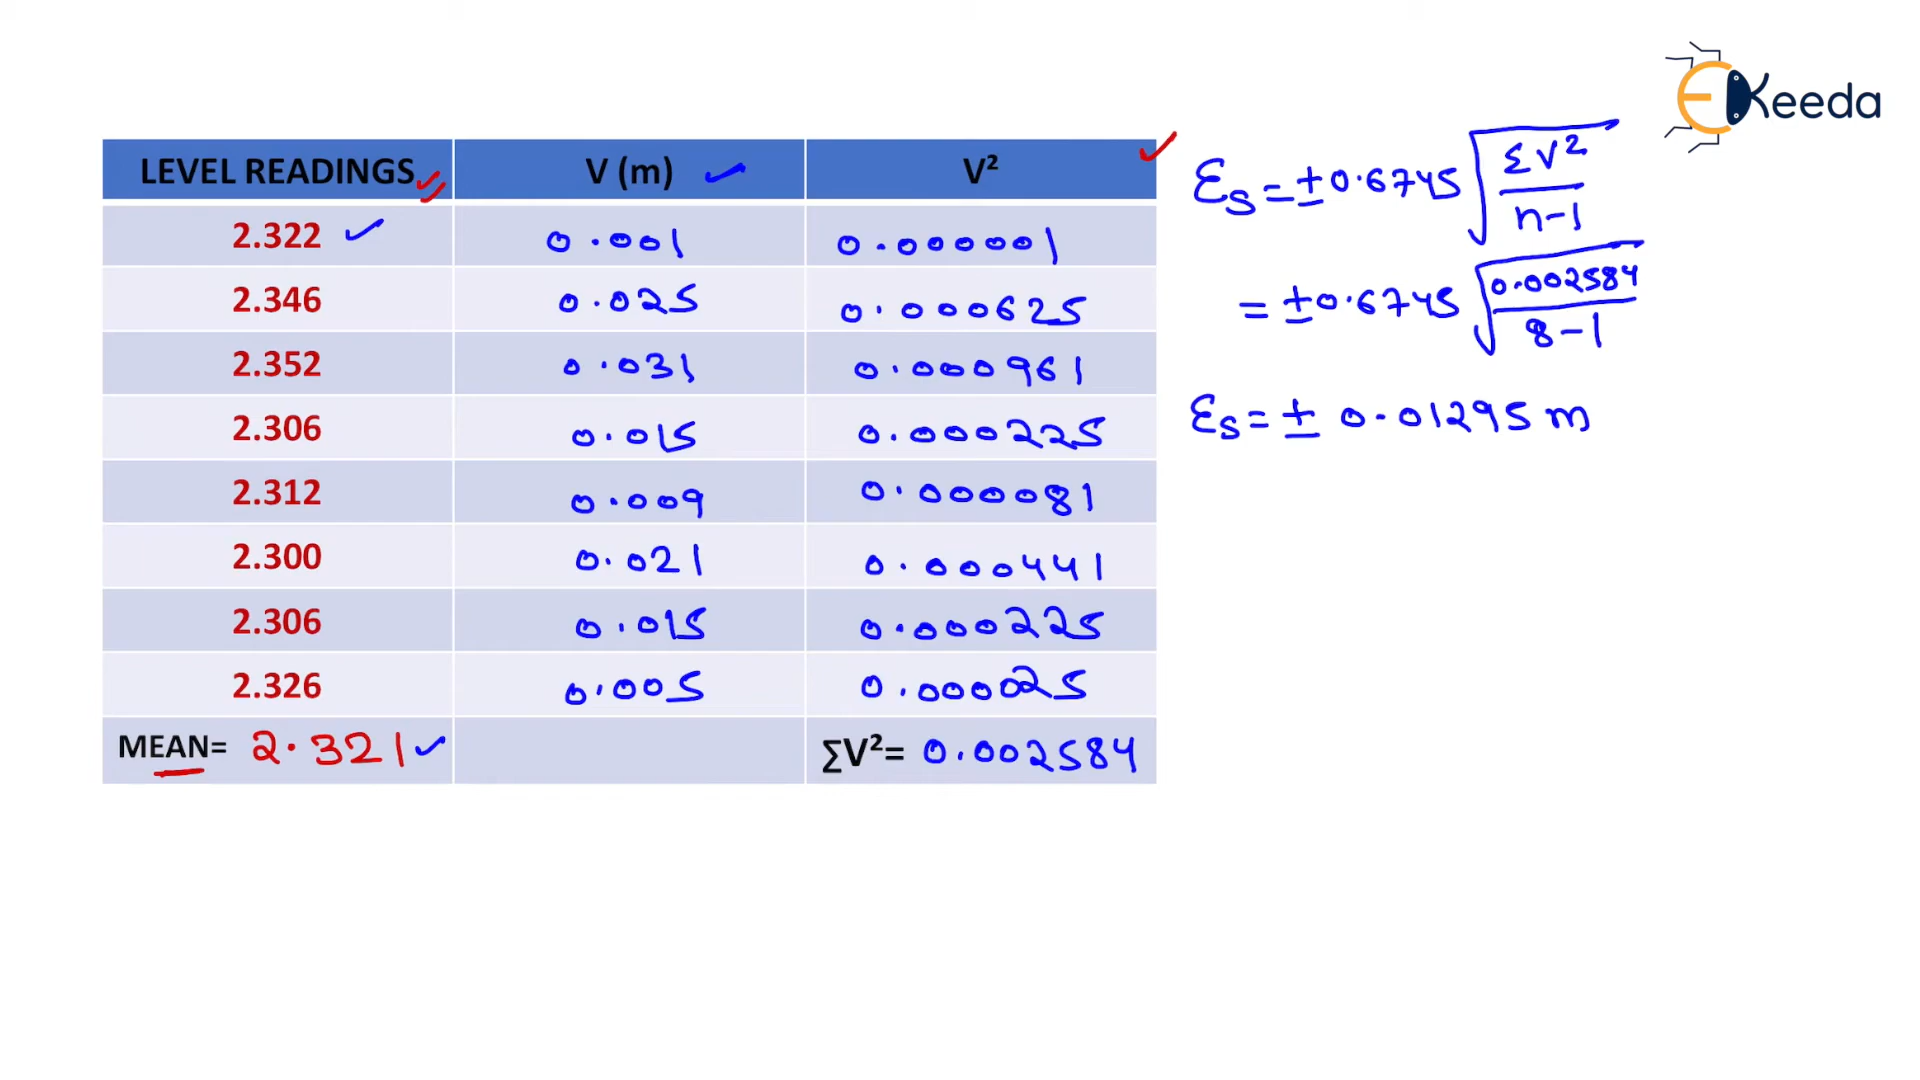 EKeeda
LEVEL READINGS V (m) V²
2.322 0.001 0.000001
2.346 0.025 0.000625
2.352 0.031 0.000961
2.306 0.015 0.000225
2.312 0.009 0.000081
2.300 0.021 0.000441
2.306 0.015 0.000225
2.326 0.005 0.000025
MEAN= 2.321 ∑V²= 0.002584
Es = ±0.6745 √(ΣV²/(n-1))
= ±0.6745 √(0.002584/(8-1))
Es = ± 0.01295 m